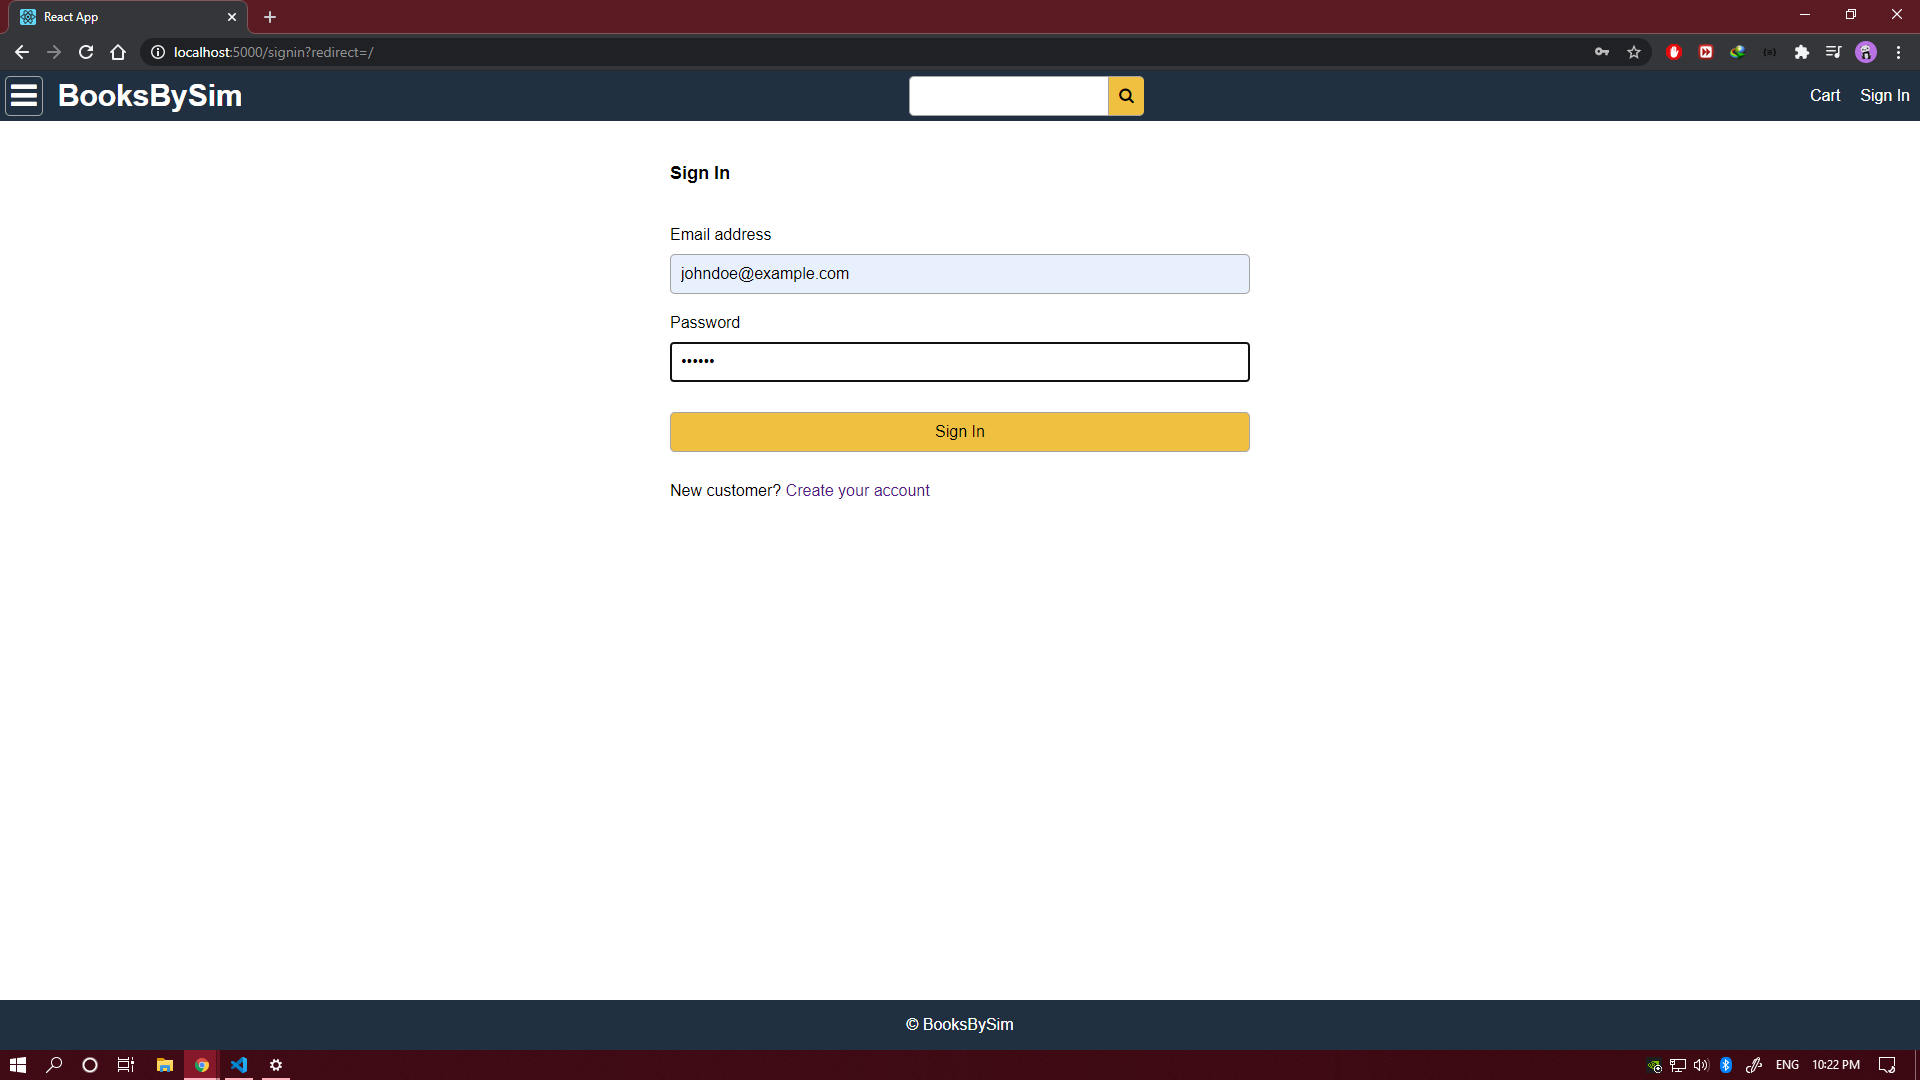 React App
localhost:5000/signin?redirect=/
BooksBySim
Cart Sign In
Sign In
Email address
johndoe@example.com
Password
••••••
Sign In
New customer? Create your account
© BooksBySim
ENG 10:22 PM